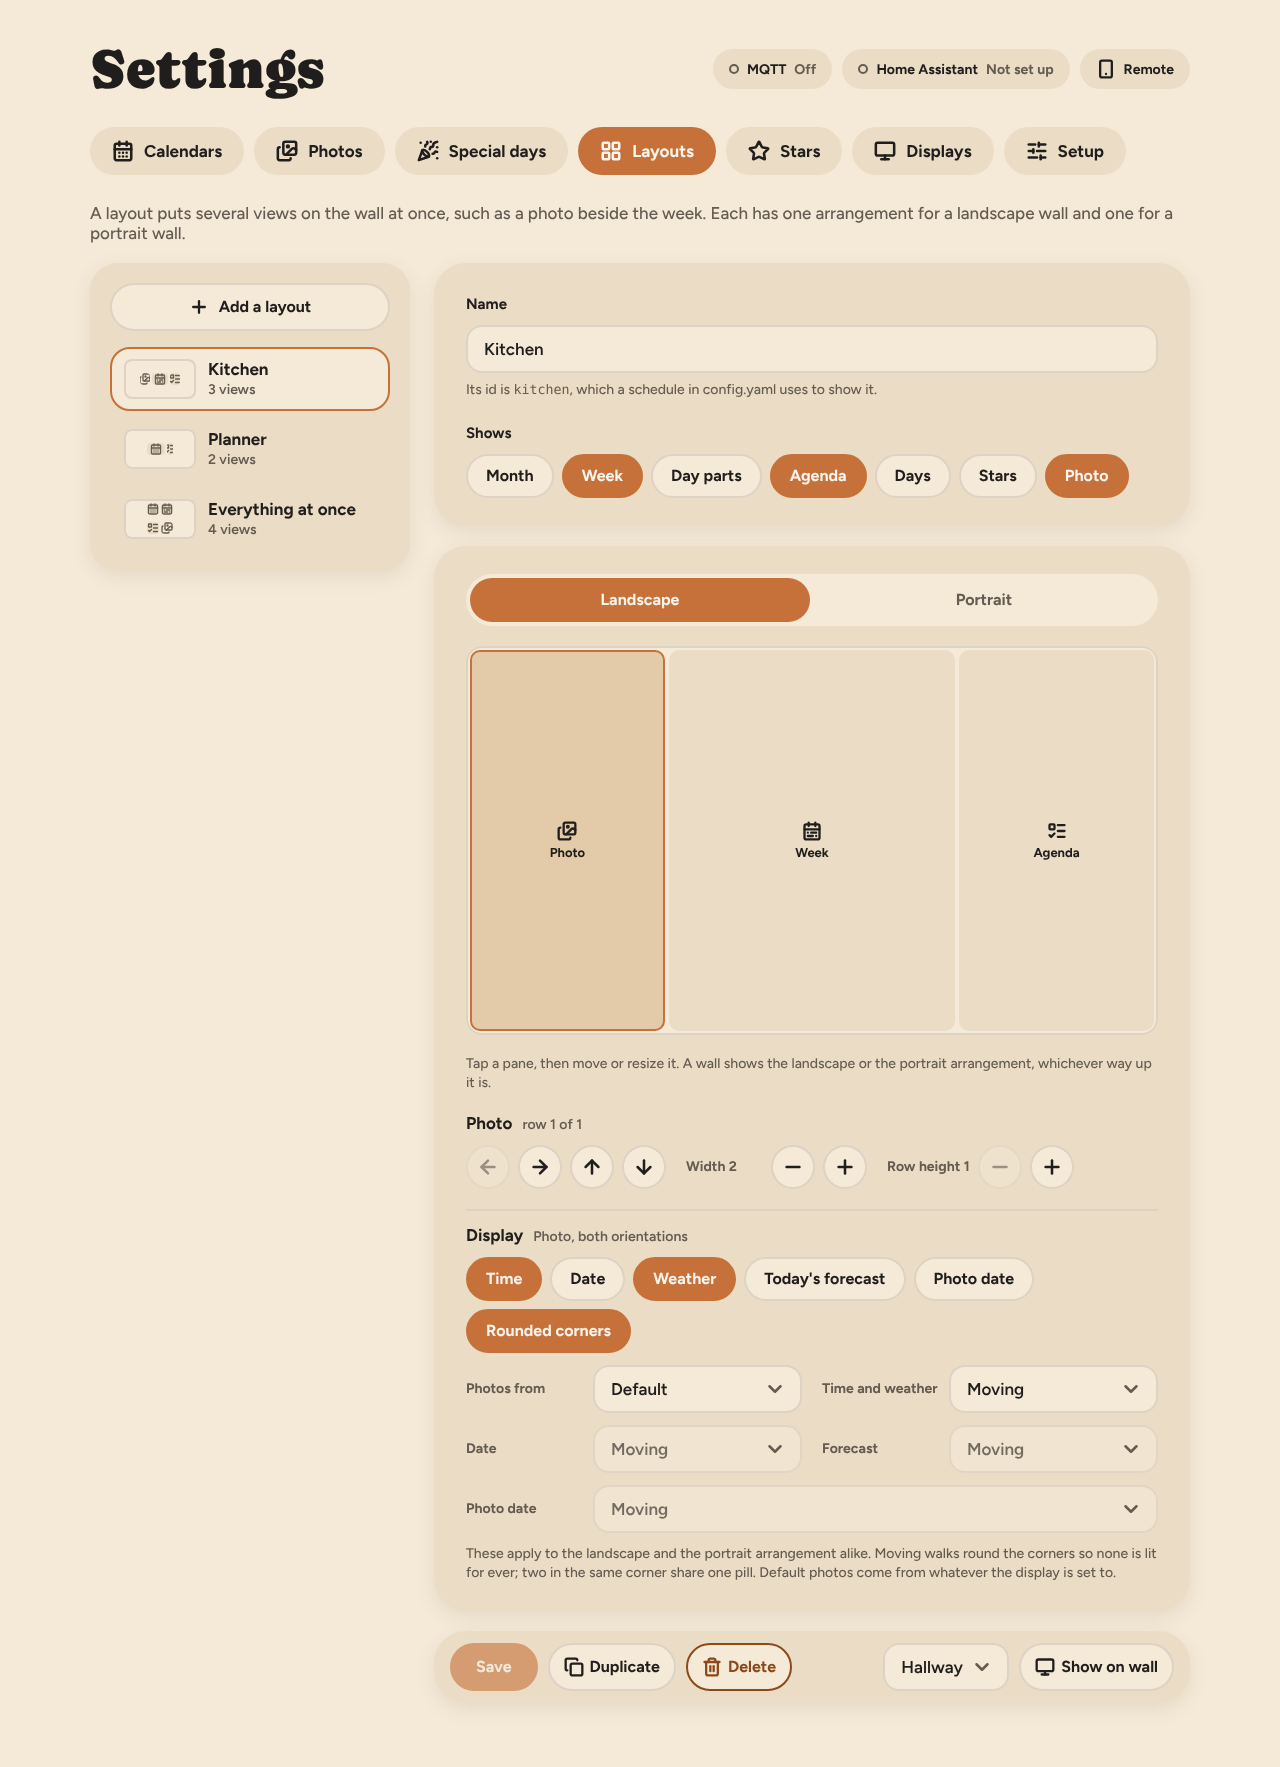 Settings
MQTT Off
Home Assistant Not set up
Remote
Calendars
Photos
Special days
Layouts
Stars
Displays
Setup
A layout puts several views on the wall at once, such as a photo beside the week. Each has one arrangement for a landscape wall and one for a
portrait wall.
Add a layout
Kitchen
3 views
Planner
2 views
Everything at once
4 views
Name
Kitchen
Its id is kitchen, which a schedule in config.yaml uses to show it.
Shows
Month
Week
Day parts
Agenda
Days
Stars
Photo
Landscape
Portrait
Photo
Week
Agenda
Tap a pane, then move or resize it. A wall shows the landscape or the portrait arrangement, whichever way up
it is.
Photo row 1 of 1
Width 2
Row height 1
Display Photo, both orientations
Time
Date
Weather
Today's forecast
Photo date
Rounded corners
Photos from
Default
Time and weather
Moving
Date
Moving
Forecast
Moving
Photo date
Moving
These apply to the landscape and the portrait arrangement alike. Moving walks round the corners so none is lit
for ever; two in the same corner share one pill. Default photos come from whatever the display is set to.
Save
Duplicate
Delete
Hallway
Show on wall